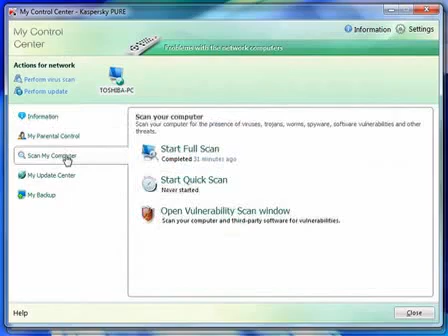 My Control Center - Kaspersky PURE
My Control
Center
Information
Settings
Problems with the network computers
Actions for network
Perform virus scan
Perform update
TOSHIBA-PC
Information
My Parental Control
Scan My Computer
My Update Center
My Backup
Scan your computer
Scan your computer for the presence of viruses, trojans, worms, spyware, software vulnerabilities and other
threats.
Start Full Scan
Completed 31 minutes ago
Start Quick Scan
Never started
Open Vulnerability Scan window
Scan your computer and third-party software for vulnerabilities.
Help
Close